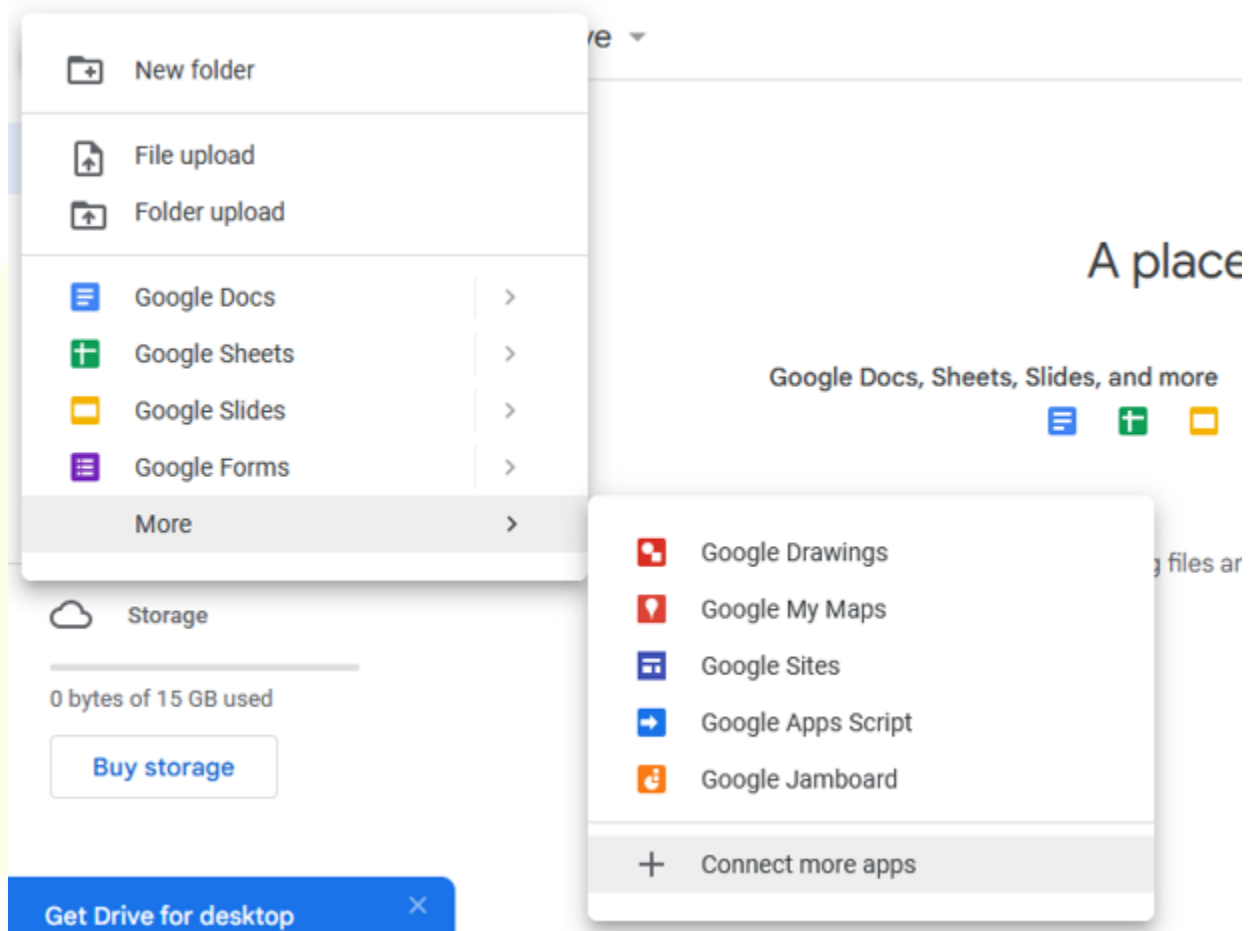 New folder
File upload
Folder upload
Google Docs
Google Sheets
Google Slides
Google Forms
More
Google Drawings
Google My Maps
Google Sites
Google Apps Script
Google Jamboard
Connect more apps
A place
Google Docs, Sheets, Slides, and more
files
Storage
0 bytes of 15 GB used
Buy storage
Get Drive for desktop